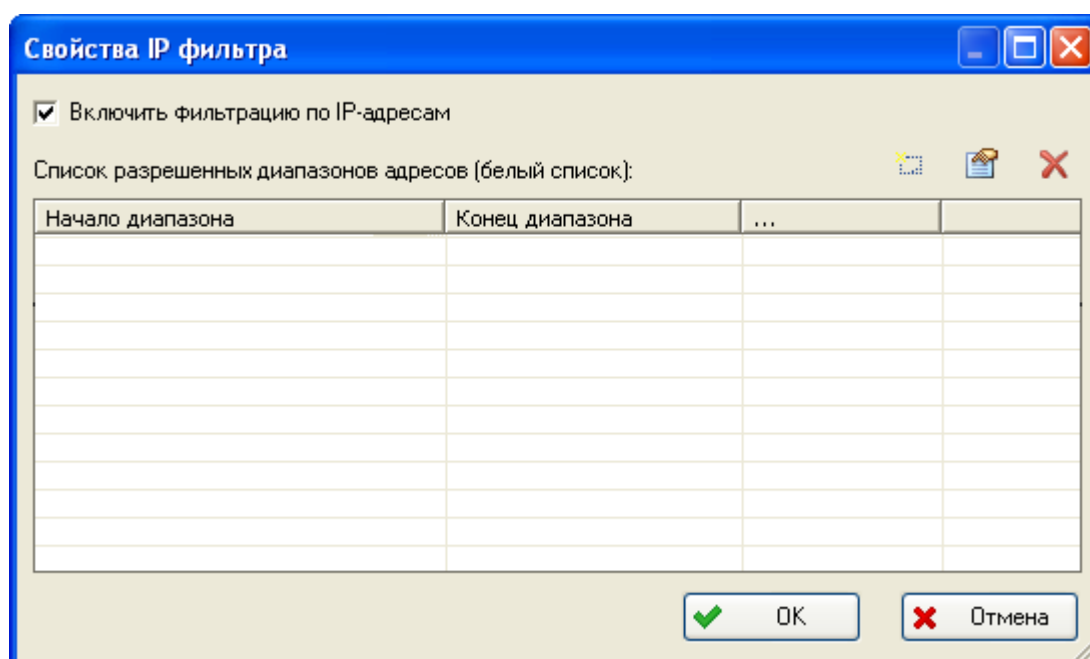 Свойства IP фильтра
Включить фильтрацию по IP-адресам
Список разрешенных диапазонов адресов (белый список):
Начало диапазона Конец диапазона ...
OK Отмена